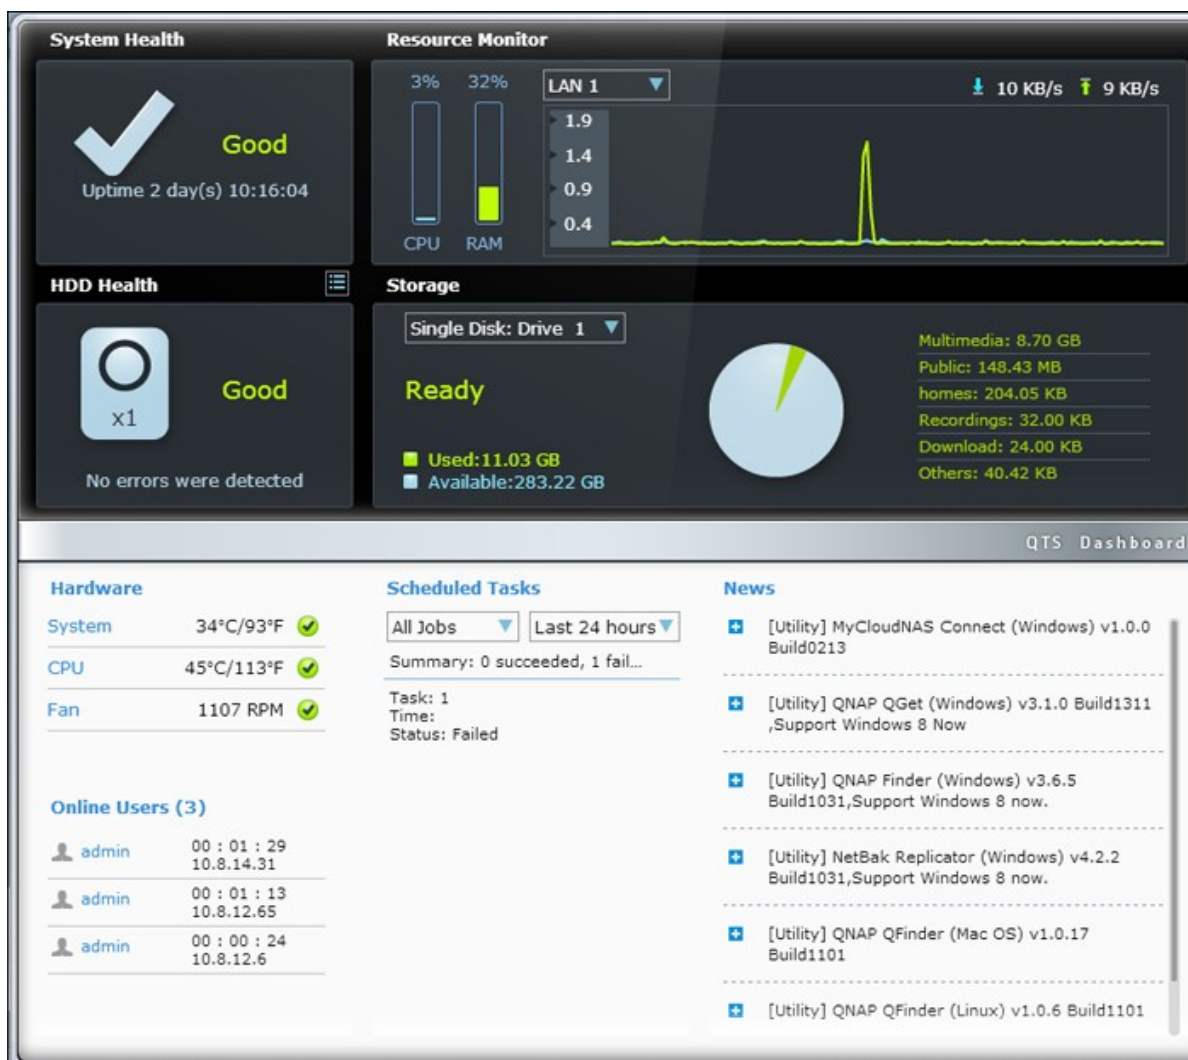 System Health
Good
Uptime 2 day(s) 10:16:04
Resource Monitor
3%
32%
CPU
RAM
LAN 1
10 KB/s
9 KB/s
1.9
1.4
0.9
0.4
HDD Health
x1
Good
No errors were detected
Storage
Single Disk: Drive 1
Ready
Used:11.03 GB
Available:283.22 GB
Multimedia: 8.70 GB
Public: 148.43 MB
homes: 204.05 KB
Recordings: 32.00 KB
Download: 24.00 KB
Others: 40.42 KB
QTS Dashboard
Hardware
System 34°C/93°F
CPU 45°C/113°F
Fan 1107 RPM
Online Users (3)
admin 00 : 01 : 29
10.8.14.31
admin 00 : 01 : 13
10.8.12.65
admin 00 : 00 : 24
10.8.12.6
Scheduled Tasks
All Jobs
Last 24 hours
Summary: 0 succeeded, 1 fail...
Task: 1
Time:
Status: Failed
News
[Utility] MyCloudNAS Connect (Windows) v1.0.0
Build0213
[Utility] QNAP QGet (Windows) v3.1.0 Build1311
,Support Windows 8 Now
[Utility] QNAP Finder (Windows) v3.6.5
Build1031,Support Windows 8 now.
[Utility] NetBak Replicator (Windows) v4.2.2
Build1031,Support Windows 8 now.
[Utility] QNAP QFinder (Mac OS) v1.0.17
Build1101
[Utility] QNAP QFinder (Linux) v1.0.6 Build1101